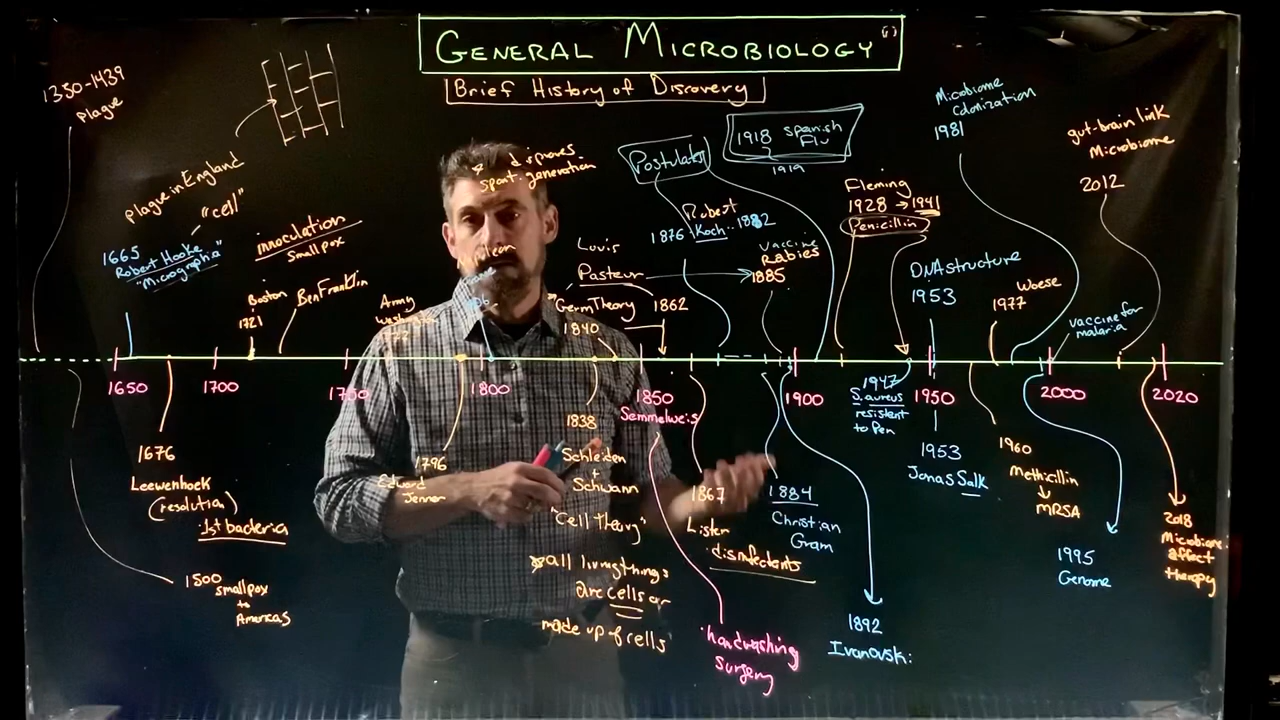 GENERAL MICROBIOLOGY (1)
Brief History of Discovery
1350-1439
plague
plague in England
"cell"
1665
Robert Hooke
"Micrographia"
innoculation
smallpox
Boston
1721
Ben Franklin
Army
disproves
spont. generation
Louis
Pasteur
Germ Theory
1862
1840
Postulates
1918 Spanish
Flu
1919
Robert
1876 Koch 1882
vaccine
Rabies
1885
Fleming
1928 → 1941
Penicillin
Microbiome
Colonization
1981
gut-brain link
Microbiome
2012
DNA structure
1953
Woese
1977
vaccine for
malaria
1650
1700
1750
1800
1850
1900
1950
2000
2020
1676
Leewenhoek
(resolution)
1st bacteria
1500
smallpox
to
Americas
1796
Edward
Jenner
1838
Schleiden
+
Schwann
"Cell Theory"
all living things
are cells or
made up of cells
Semmelweis
handwashing
surgery
1867
Lister
disinfectants
1884
Christian
Gram
1892
Ivanovski
1947
S. aureus
resistent
to Pen
1953
Jonas Salk
1960
Methicillin
↓
MRSA
1995
Genome
2018
Microbiome
affect
therapy